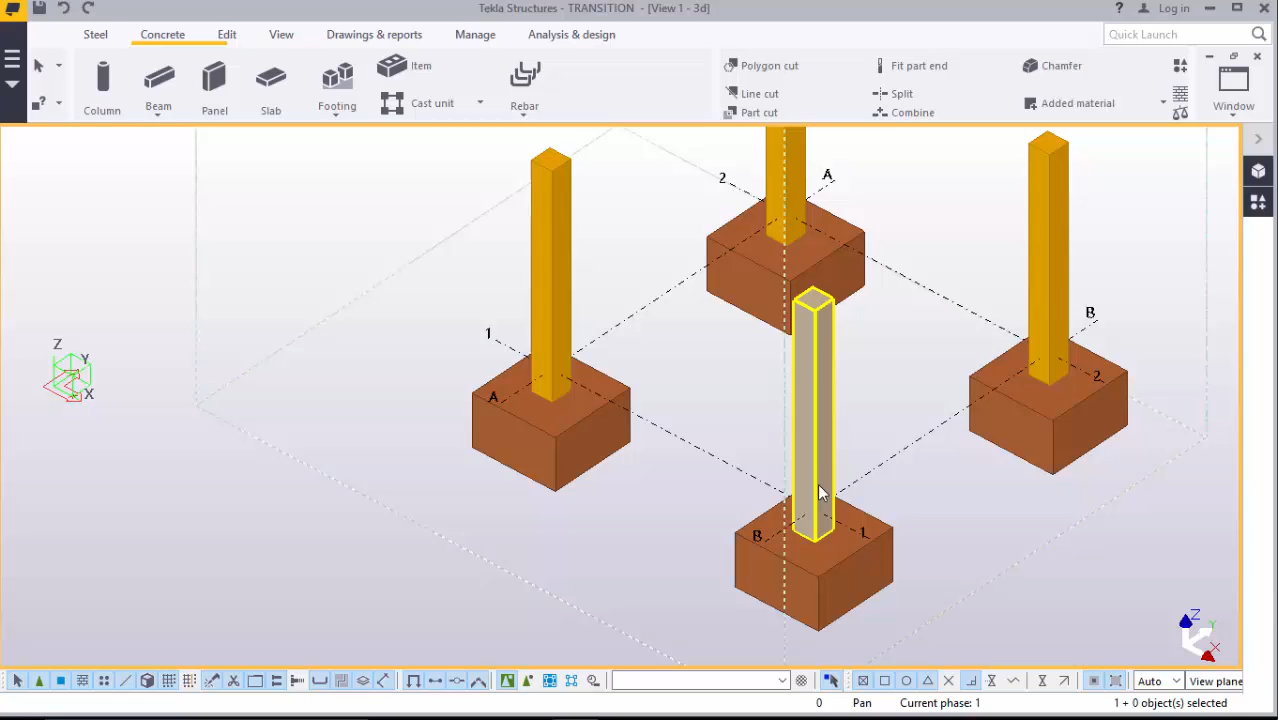 Tekla Structures - TRANSITION - [View 1 - 3d]
? Log in
Steel Concrete Edit View Drawings & reports Manage Analysis & design
Quick Launch
Column Beam Panel Slab Footing
Item
Cast unit
Rebar
Polygon cut
Line cut
Part cut
Fit part end
Split
Combine
Chamfer
Added material
Window
2 A
1
B
A
2
B 1
Z
Y
X
Z
Y
X
Auto View plane
0 Pan Current phase: 1 1 + 0 object(s) selected